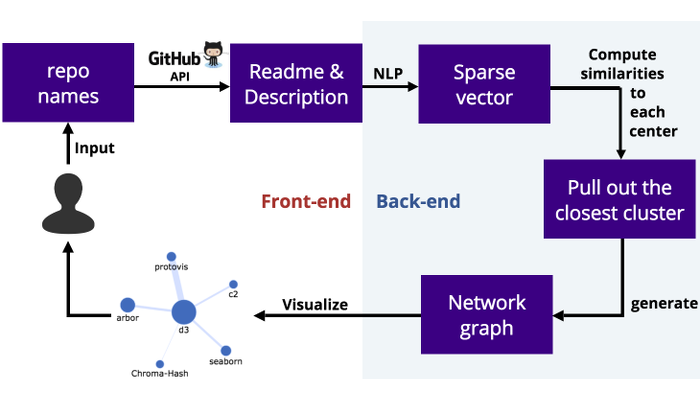 repo
names
GitHub
API
Readme &
Description
NLP
Sparse
vector
Compute
similarities
to
each
center
Input
Front-end
Back-end
Pull out the
closest cluster
protovis
c2
arbor
d3
seaborn
Chroma-Hash
Visualize
Network
graph
generate